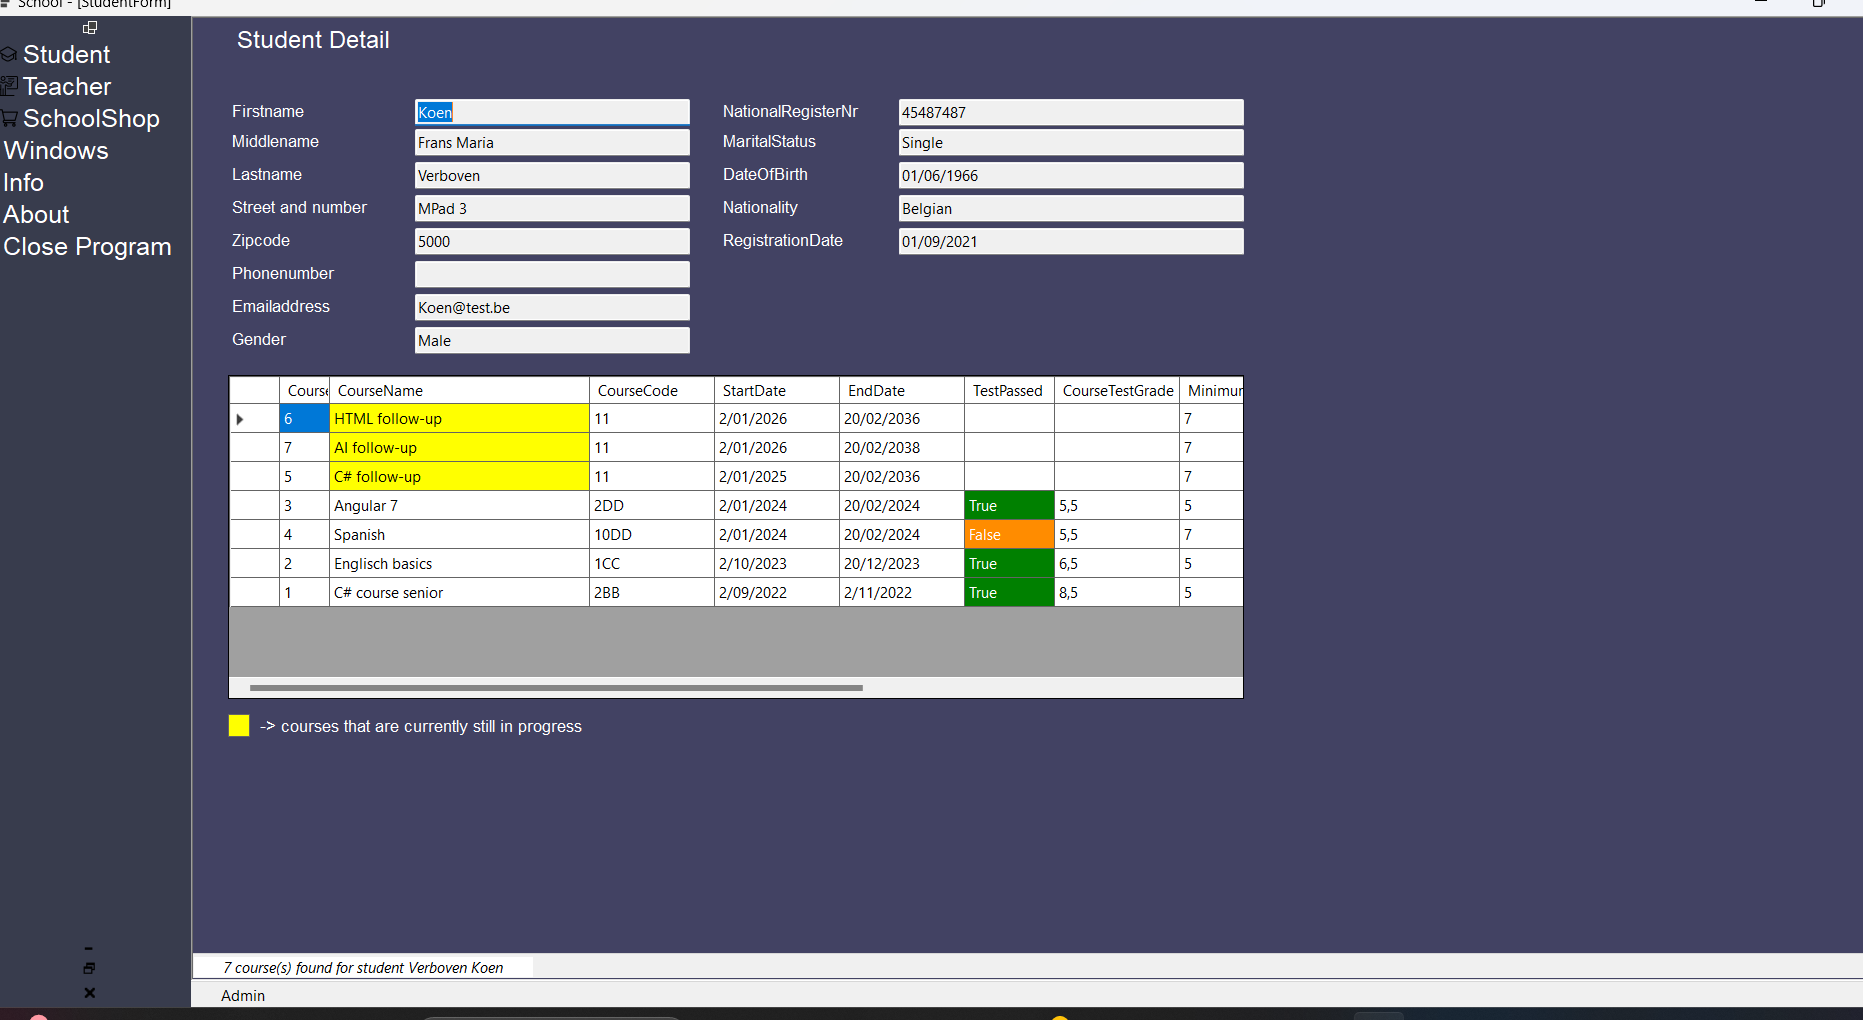 School - [StudentForm]
Student
Teacher
SchoolShop
Windows
Info
About
Close Program
Student Detail
Firstname Koen NationalRegisterNr 45487487
Middlename Frans Maria MaritalStatus Single
Lastname Verboven DateOfBirth 01/06/1966
Street and number MPad 3 Nationality Belgian
Zipcode 5000 RegistrationDate 01/09/2021
Phonenumber
Emailaddress Koen@test.be
Gender Male
Course CourseName CourseCode StartDate EndDate TestPassed CourseTestGrade Minimum
6 HTML follow-up 11 2/01/2026 20/02/2036 7
7 AI follow-up 11 2/01/2026 20/02/2038 7
5 C# follow-up 11 2/01/2025 20/02/2036 7
3 Angular 7 2DD 2/01/2024 20/02/2024 True 5,5 5
4 Spanish 10DD 2/01/2024 20/02/2024 False 5,5 7
2 Englisch basics 1CC 2/10/2023 20/12/2023 True 6,5 5
1 C# course senior 2BB 2/09/2022 2/11/2022 True 8,5 5
-> courses that are currently still in progress
7 course(s) found for student Verboven Koen
Admin